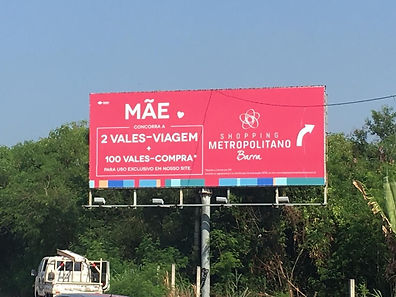 MÃE
CONCORRA A
2 VALES-VIAGEM
+
100 VALES-COMPRA*
PARA USO EXCLUSIVO EM NOSSO SITE.
SHOPPING
METROPOLITANO
Barra